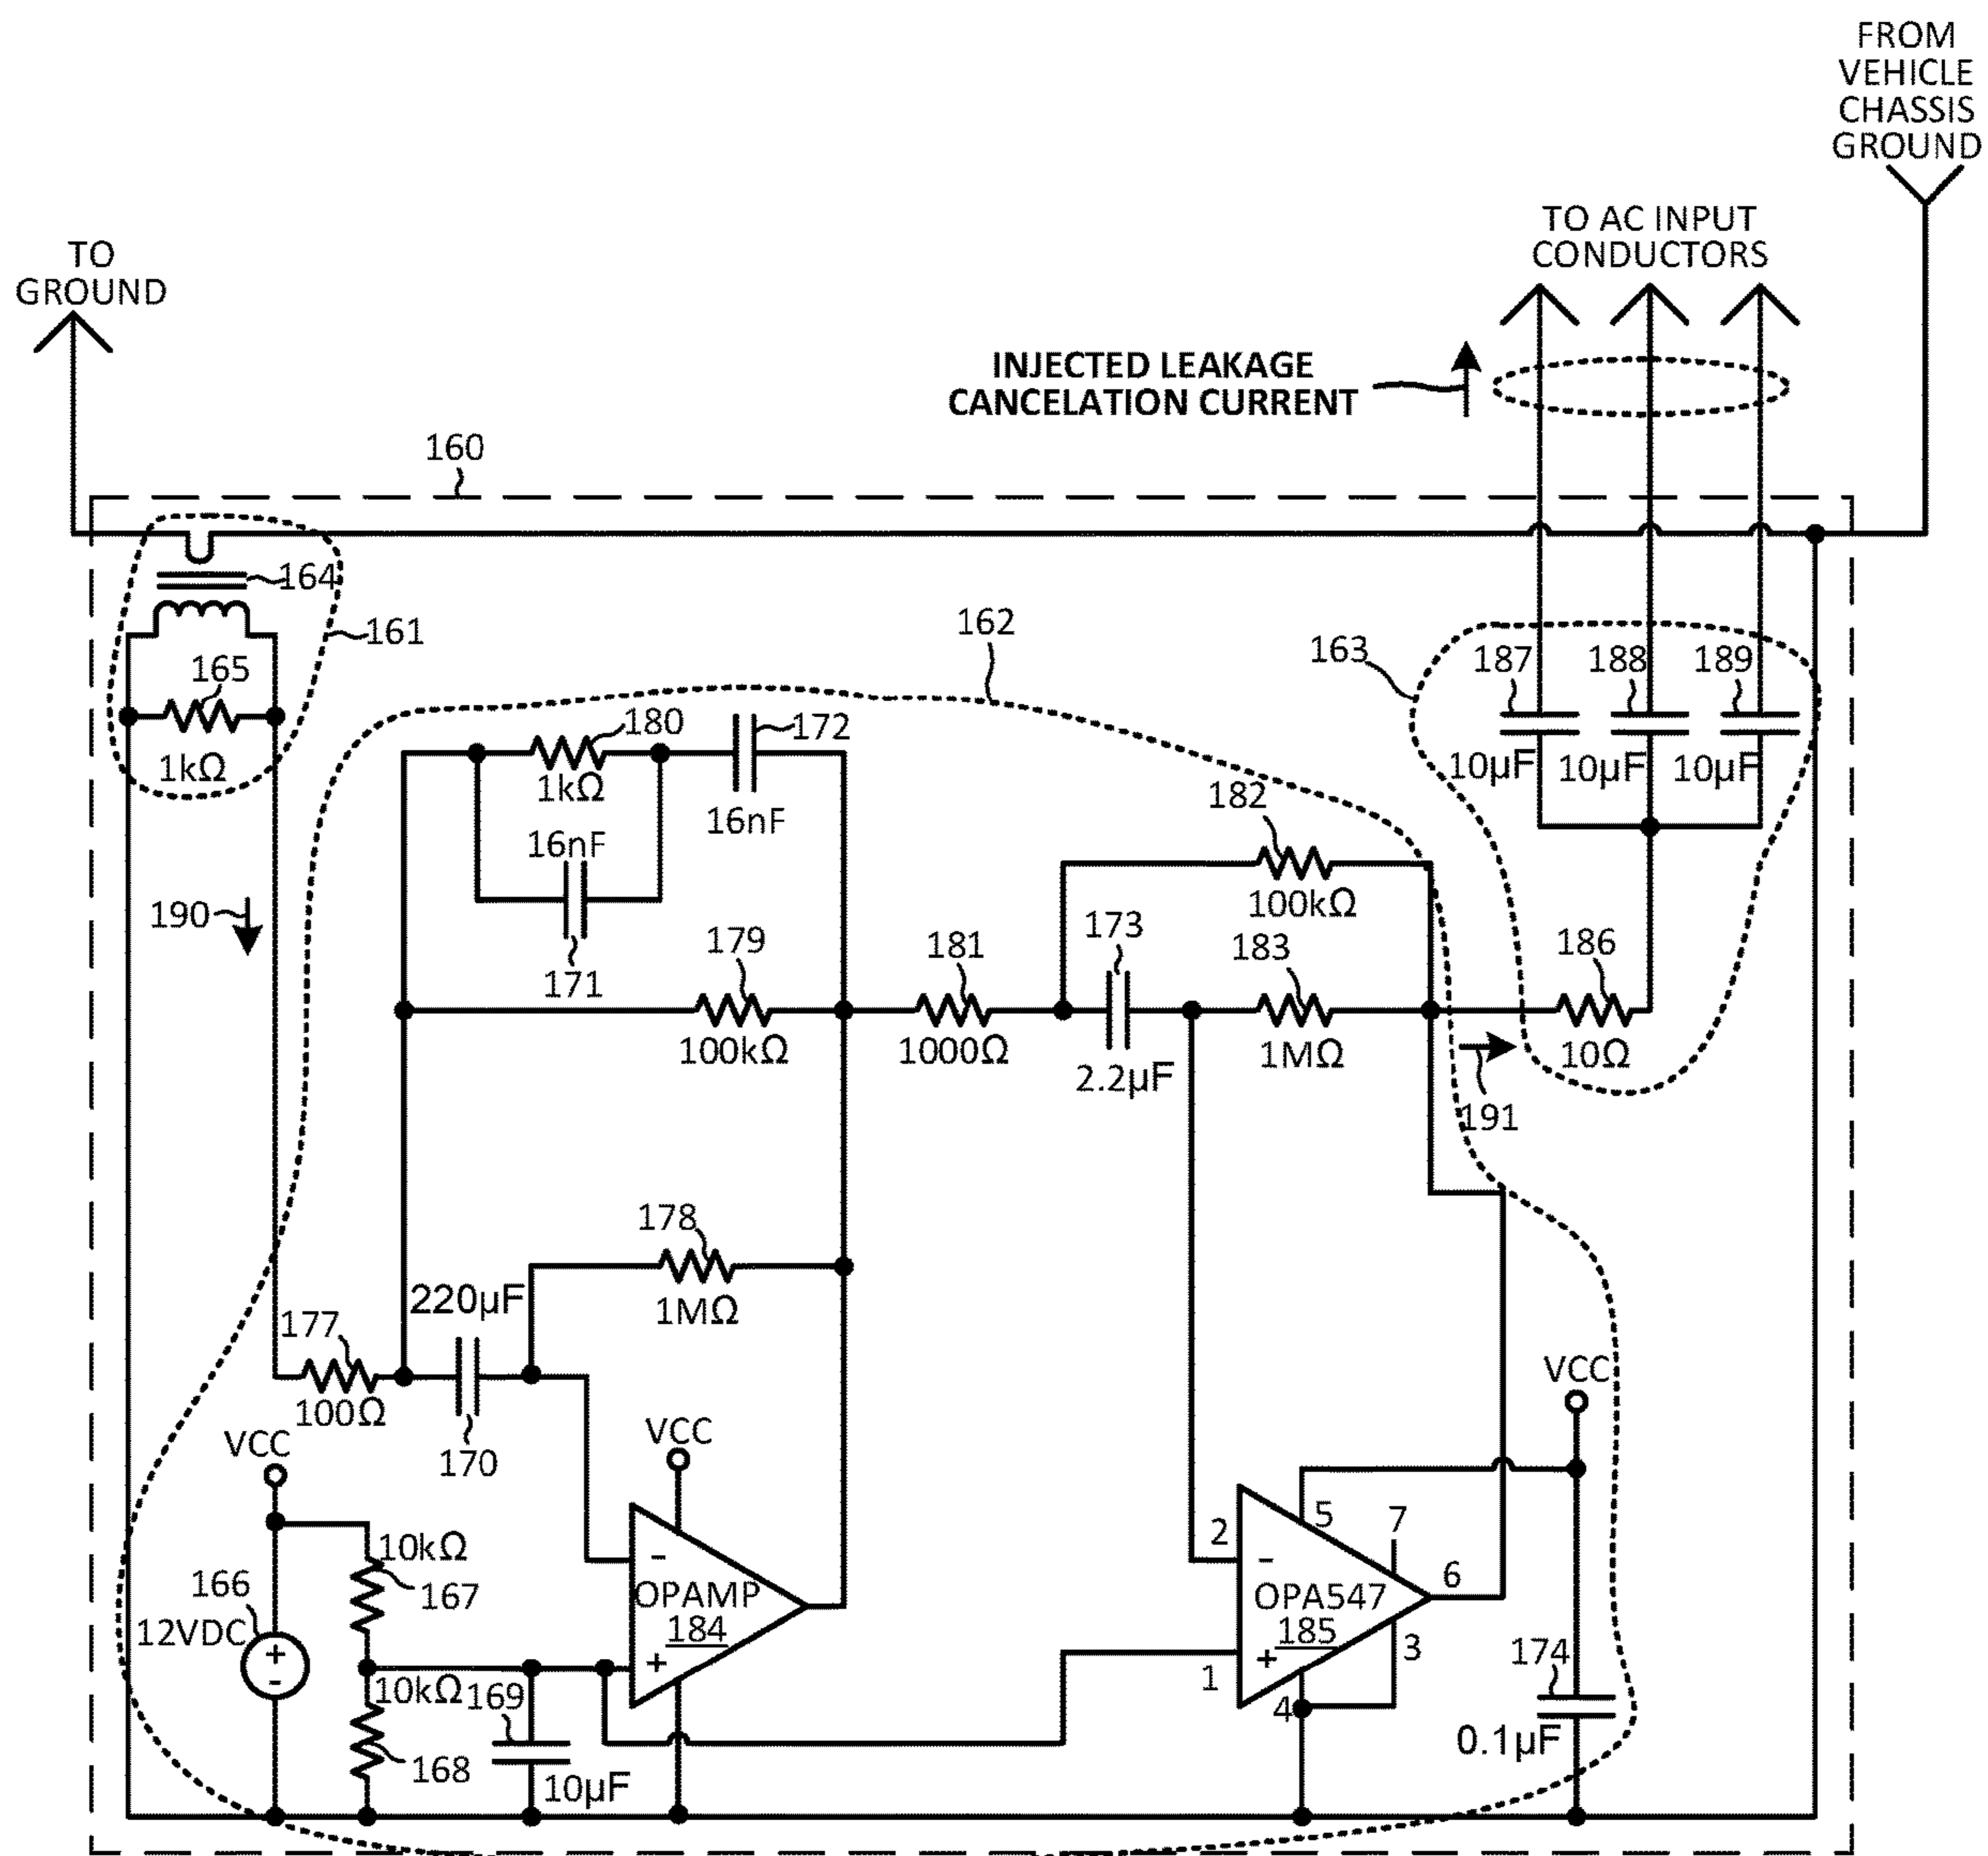 FROM
VEHICLE
CHASSIS
GROUND
TO AC INPUT
CONDUCTORS
TO
GROUND
INJECTED LEAKAGE
CANCELATION CURRENT
160
164
161
162
163
187
188
189
165
1kΩ
180
172
1kΩ
16nF
10µF
10µF
10µF
182
16nF
100kΩ
190
171
179
181
173
183
186
100kΩ
1000Ω
2.2µF
1MΩ
10Ω
191
178
220µF
1MΩ
177
100Ω
170
VCC
VCC
VCC
10kΩ
167
166
12VDC
+
-
10kΩ
169
168
10µF
-
OPAMP
184
+
2
5
7
-
OPA547
6
185
+
1
3
4
174
0.1µF